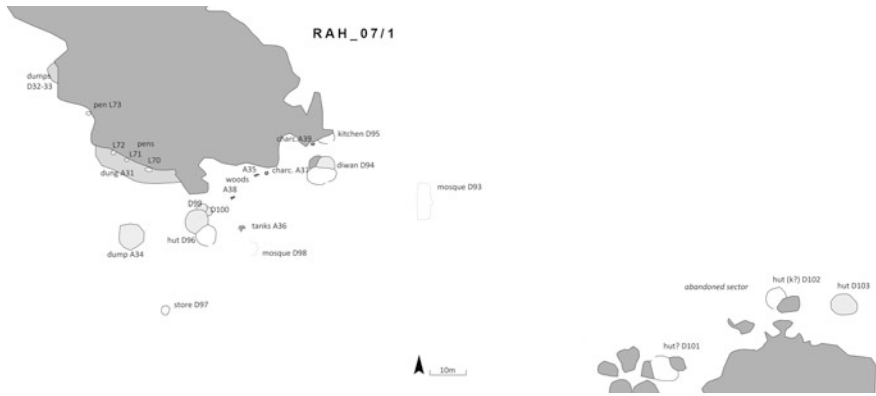 RAH_07/1
dumps
D32-33
pen L73
kitchen D95
charc. A39
L72
pens
L71
L70
A35
charc. A37
diwan D94
dung A31
woods
A38
mosque D93
D99
D100
tanks A36
hut D96
mosque D98
dump A34
hut (k?) D102
abandoned sector
hut D103
store D97
hut? D101
10m